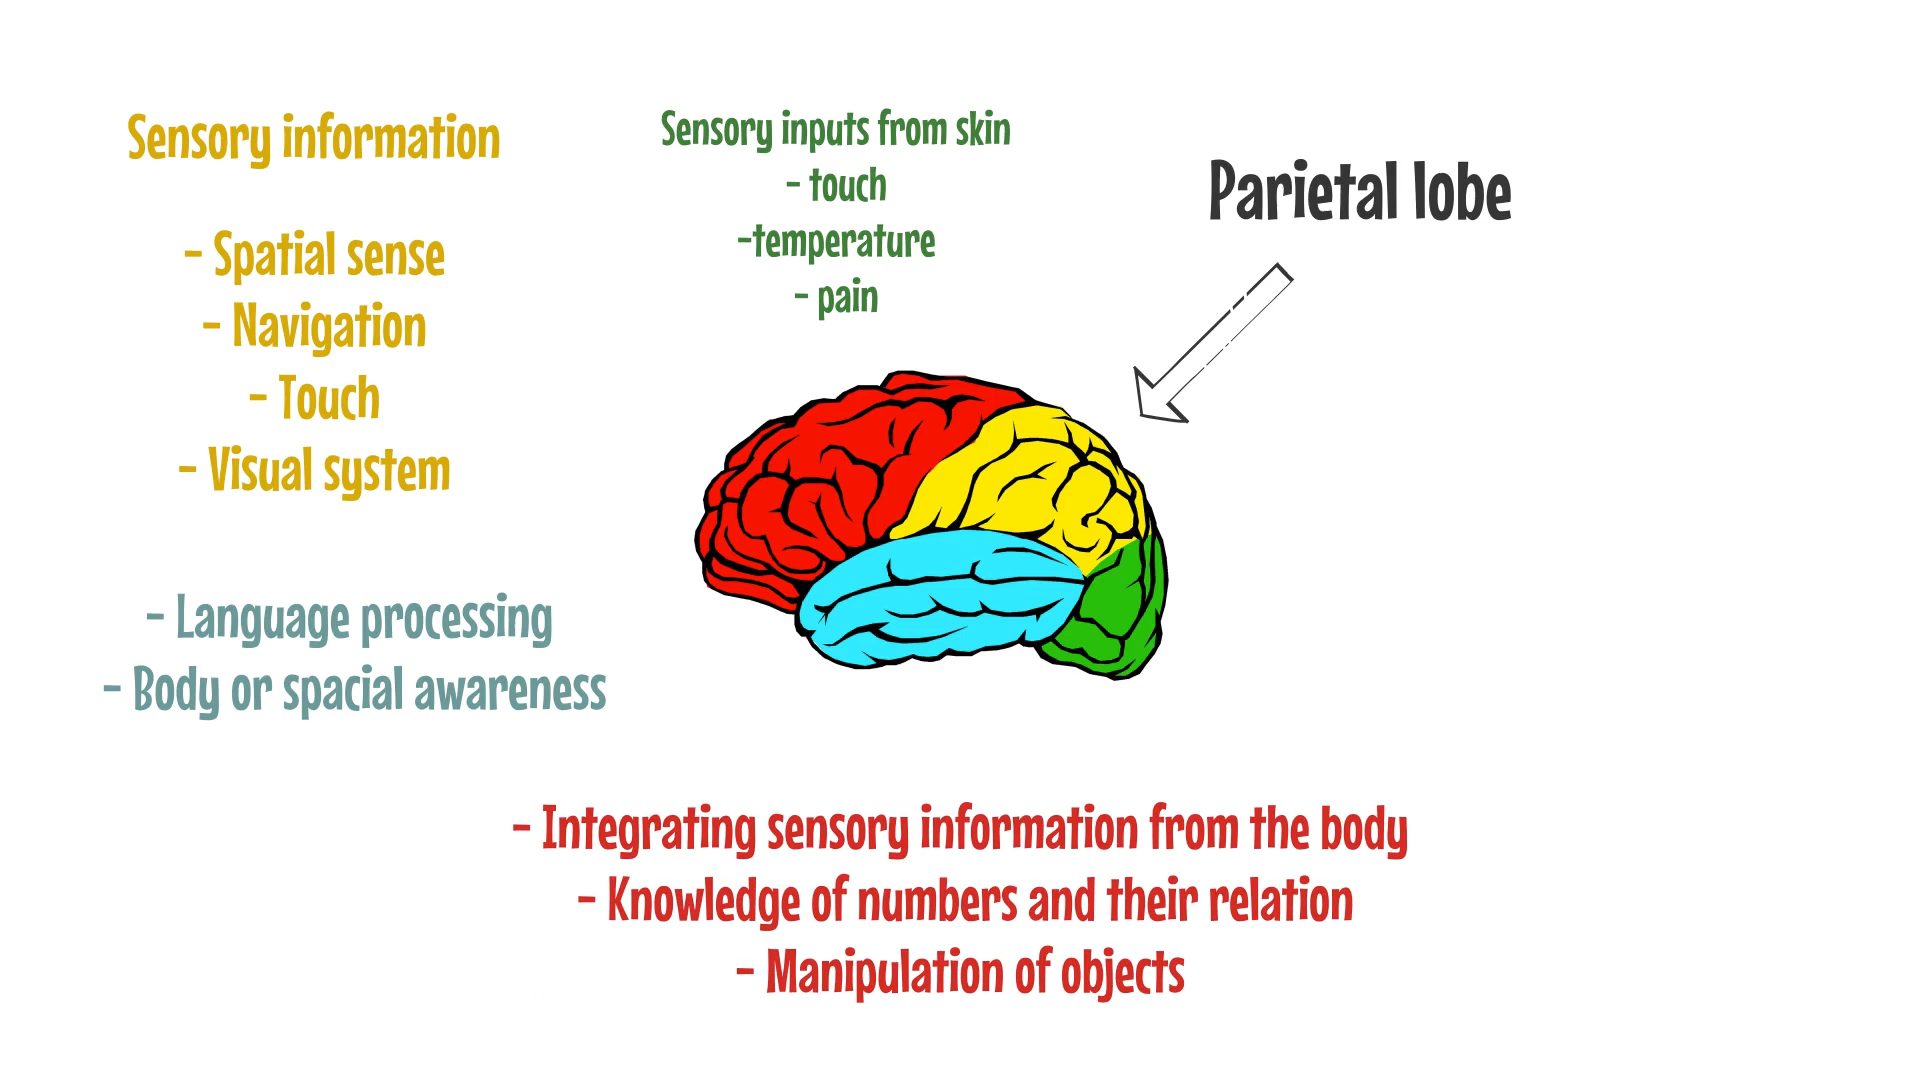 Sensory information
- Spatial sense
- Navigation
- Touch
- Visual system
- Language processing
- Body or spacial awareness
Sensory inputs from skin
- touch
-temperature
- pain
Parietal lobe
- Integrating sensory information from the body
- Knowledge of numbers and their relation
- Manipulation of objects